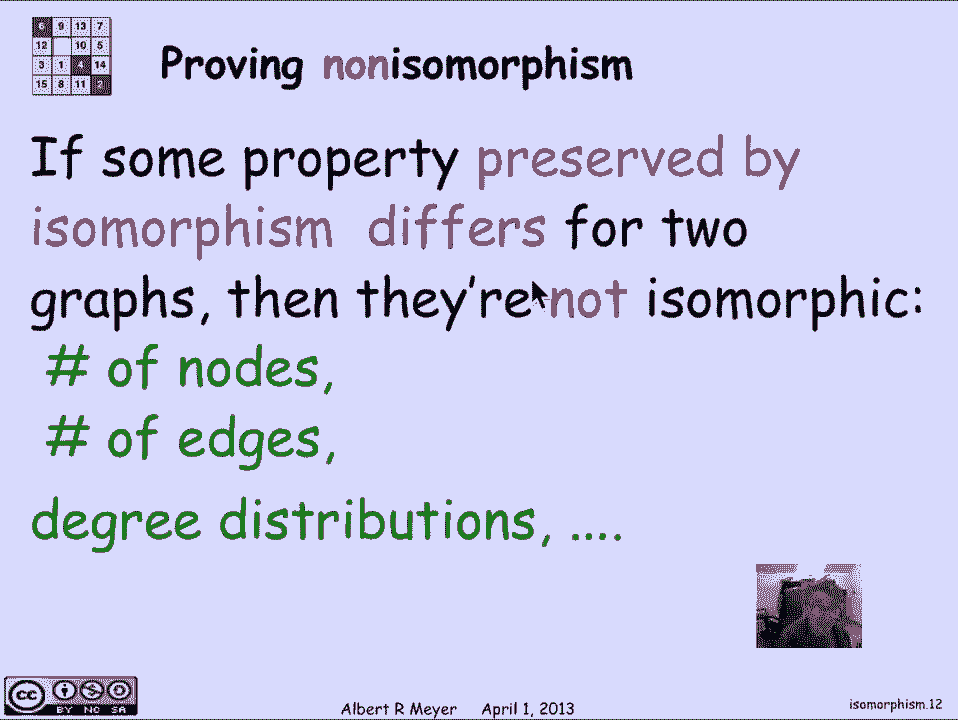 6 9 13 7
12 10 5
3 1 4 14
15 8 11 2
Proving nonisomorphism
If some property preserved by
isomorphism differs for two
graphs, then they're not isomorphic:
# of nodes,
# of edges,
degree distributions, ....
cc
BY NC SA
Albert R Meyer April 1, 2013
isomorphism.12